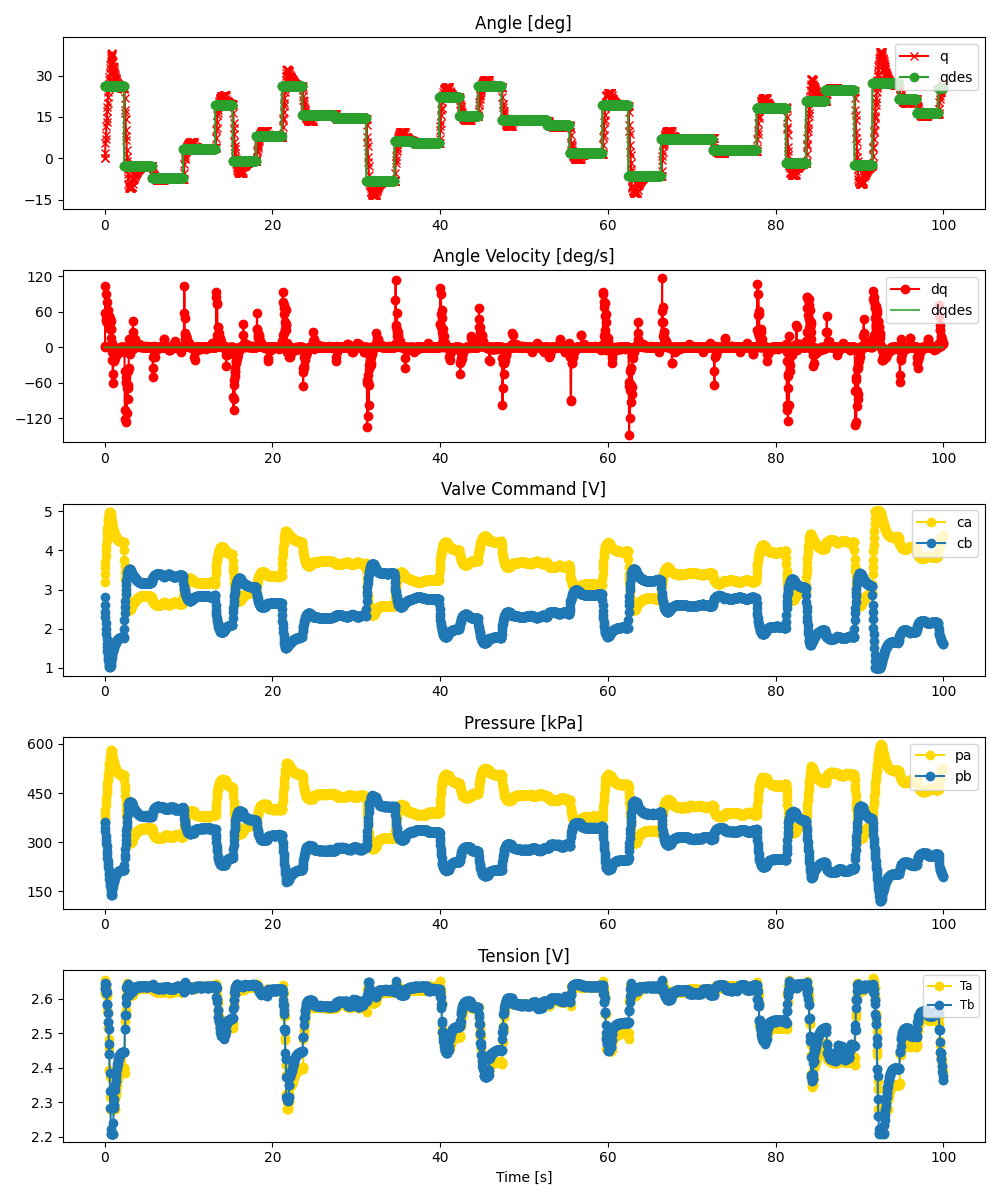 Angle [deg]
30
15
0
−15
q
qdes
0 20 40 60 80 100
Angle Velocity [deg/s]
120
60
0
−60
−120
dq
dqdes
0 20 40 60 80 100
Valve Command [V]
5
4
3
2
1
ca
cb
0 20 40 60 80 100
Pressure [kPa]
600
450
300
150
pa
pb
0 20 40 60 80 100
Tension [V]
2.6
2.5
2.4
2.3
2.2
Ta
Tb
0 20 40 60 80 100
Time [s]